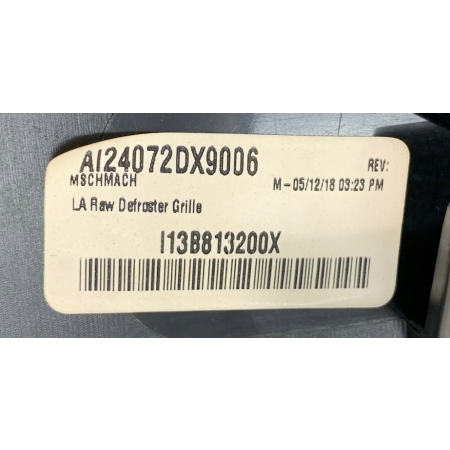 AI24072DX9006
REV:
MSCHMACH
M-05/12/18 03:23 PM
LA Raw Defroster Grille
I13B813200X